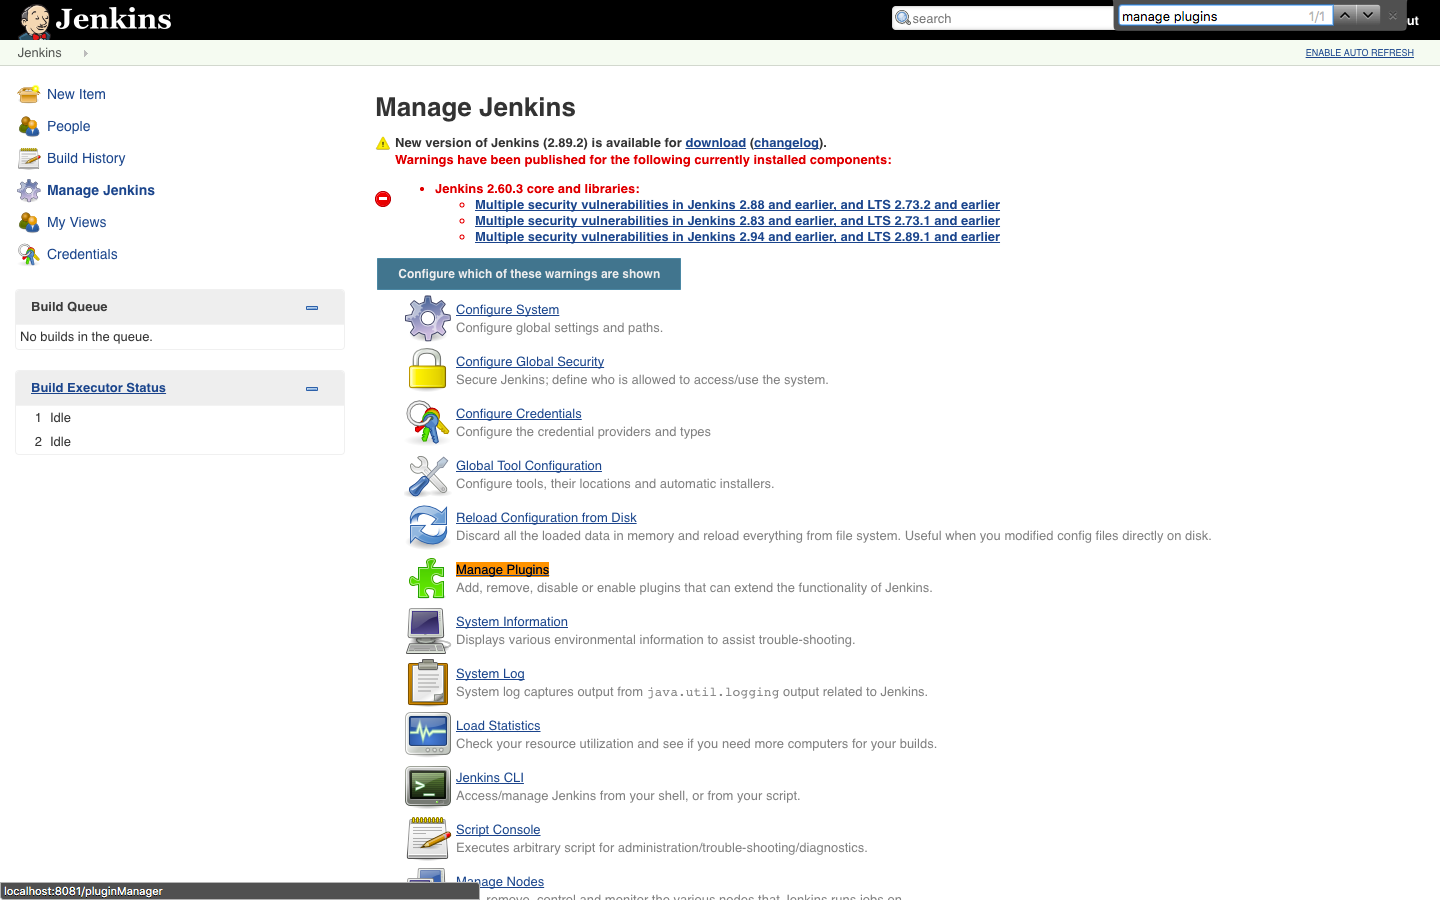 Jenkins
search
manage plugins 1/1
ut
Jenkins
ENABLE AUTO REFRESH
New Item
People
Build History
Manage Jenkins
My Views
Credentials
Build Queue
No builds in the queue.
Build Executor Status
1 Idle
2 Idle
Manage Jenkins
New version of Jenkins (2.89.2) is available for download (changelog).
Warnings have been published for the following currently installed components:
Jenkins 2.60.3 core and libraries:
Multiple security vulnerabilities in Jenkins 2.88 and earlier, and LTS 2.73.2 and earlier
Multiple security vulnerabilities in Jenkins 2.83 and earlier, and LTS 2.73.1 and earlier
Multiple security vulnerabilities in Jenkins 2.94 and earlier, and LTS 2.89.1 and earlier
Configure which of these warnings are shown
Configure System
Configure global settings and paths.
Configure Global Security
Secure Jenkins; define who is allowed to access/use the system.
Configure Credentials
Configure the credential providers and types
Global Tool Configuration
Configure tools, their locations and automatic installers.
Reload Configuration from Disk
Discard all the loaded data in memory and reload everything from file system. Useful when you modified config files directly on disk.
Manage Plugins
Add, remove, disable or enable plugins that can extend the functionality of Jenkins.
System Information
Displays various environmental information to assist trouble-shooting.
System Log
System log captures output from java.util.logging output related to Jenkins.
Load Statistics
Check your resource utilization and see if you need more computers for your builds.
Jenkins CLI
Access/manage Jenkins from your shell, or from your script.
Script Console
Executes arbitrary script for administration/trouble-shooting/diagnostics.
Manage Nodes
remove, control and monitor the various nodes that Jenkins runs jobs on.
localhost:8081/pluginManager